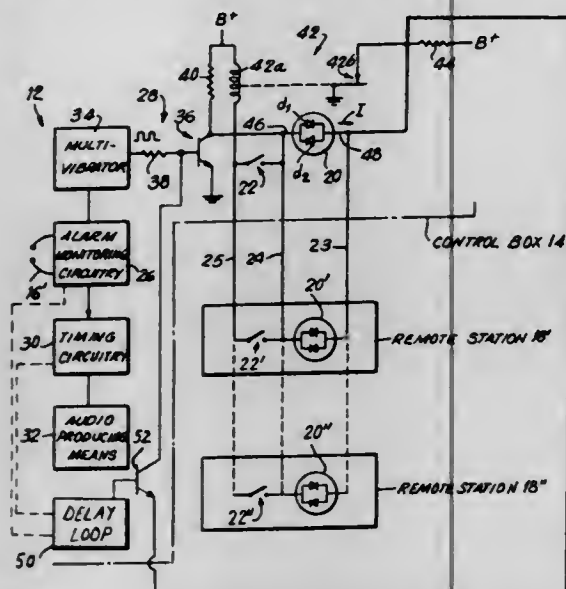 B+
42
40
42a
42b
B+
44
12
34
28
36
d1
I
46
MULTI-
VIBRATOR
38
d2
20
48
22
ALARM
MONITORING
CIRCUITRY
16
26
25
24
23
CONTROL BOX 14
TIMING
CIRCUITRY
30
20'
22'
REMOTE STATION 18'
AUDIO
PRODUCING
MEANS
32
52
20"
22"
REMOTE STATION 18"
DELAY
LOOP
50